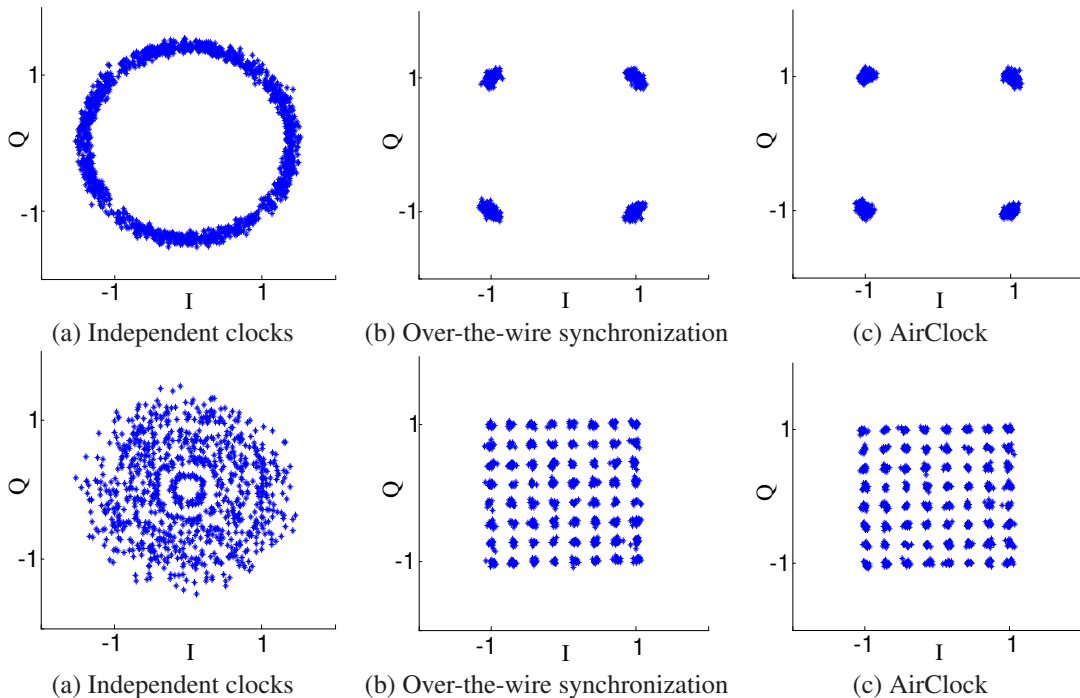 Q
1
-1
-1
I
1
(a) Independent clocks
Q
1
-1
-1
I
1
(b) Over-the-wire synchronization
Q
1
-1
-1
I
1
(c) AirClock
Q
1
-1
-1
I
1
(a) Independent clocks
Q
1
-1
-1
I
1
(b) Over-the-wire synchronization
Q
1
-1
-1
I
1
(c) AirClock